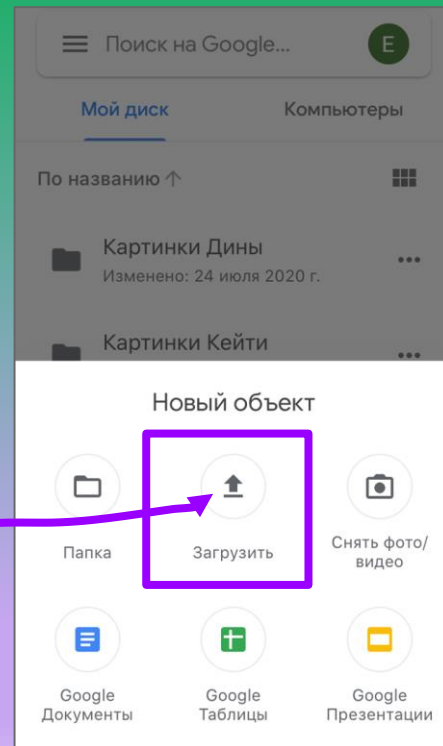 Поиск на Google...
E
Мой диск
Компьютеры
По названию
Картинки Дины
Изменено: 24 июля 2020 г.
Картинки Кейти
Новый объект
Папка
Загрузить
Снять фото/
видео
Google
Документы
Google
Таблицы
Google
Презентации